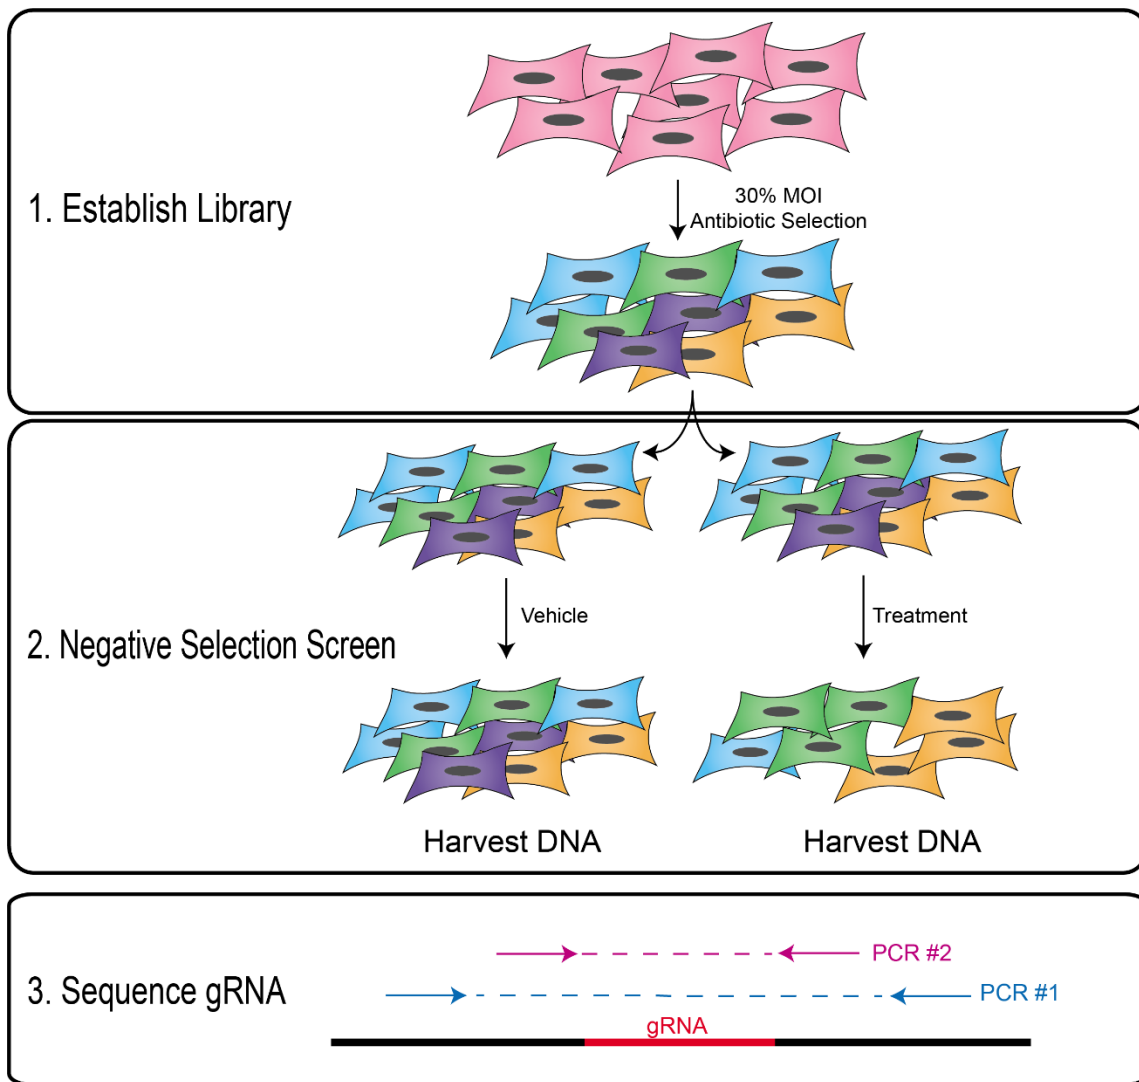 1. Establish Library
30% MOI
Antibiotic Selection
2. Negative Selection Screen
Vehicle
Treatment
Harvest DNA
Harvest DNA
3. Sequence gRNA
PCR #2
PCR #1
gRNA